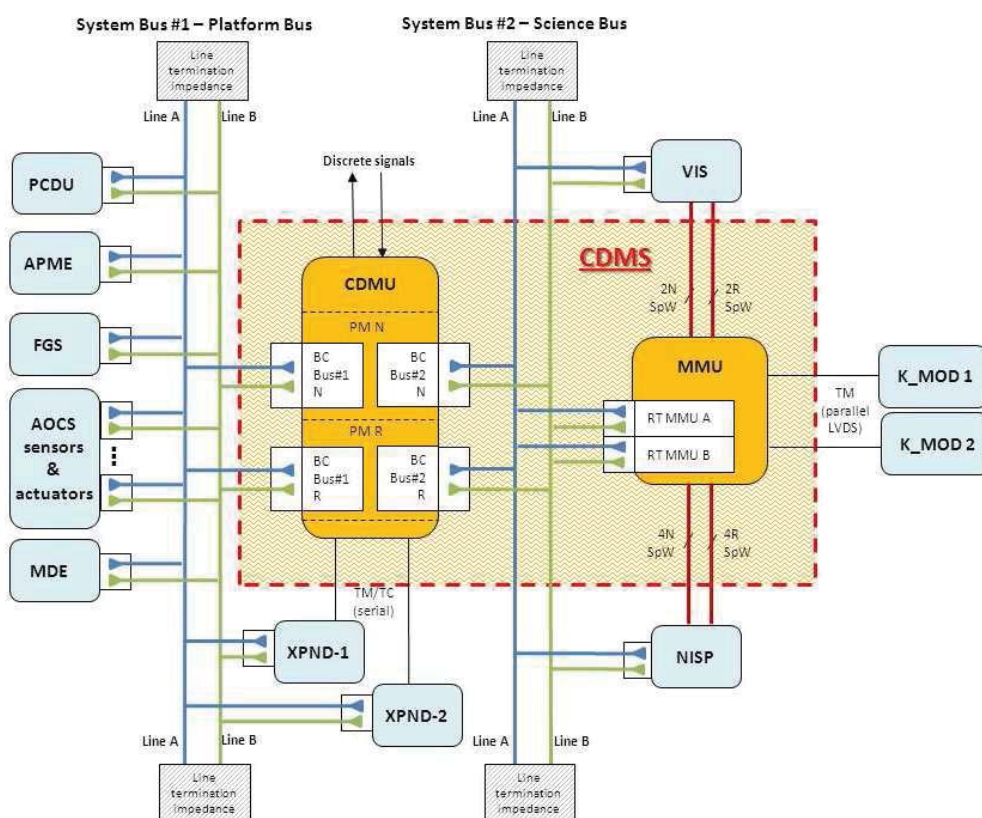 System Bus #1 – Platform Bus
System Bus #2 – Science Bus
Line
termination
impedance
Line
termination
impedance
Line A
Line B
Line A
Line B
Discrete signals
PCDU
VIS
APME
CDMS
CDMU
2N
SpW
2R
SpW
PM N
FGS
BC
Bus#1
N
BC
Bus#2
N
MMU
K_MOD 1
TM
(parallel
LVDS)
AOCS
sensors
&
actuators
RT MMU A
RT MMU B
PM R
K_MOD 2
BC
Bus#1
R
BC
Bus#2
R
4N
SpW
4R
SpW
MDE
TM/TC
(serial)
XPND-1
NISP
XPND-2
Line A
Line B
Line A
Line B
Line
termination
impedance
Line
termination
impedance